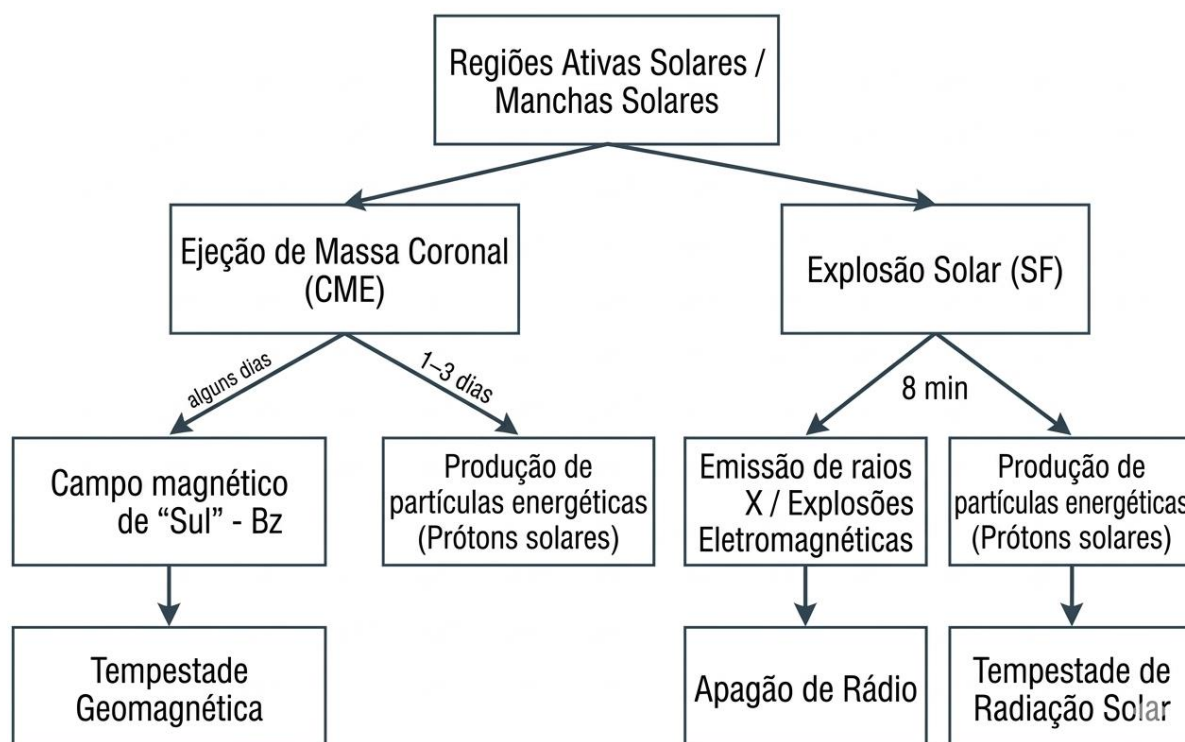 Regiões Ativas Solares /
Manchas Solares
Ejeção de Massa Coronal
(CME)
Explosão Solar (SF)
alguns dias
1–3 dias
8 min
Campo magnético
de “Sul” - Bz
Produção de
partículas energéticas
(Prótons solares)
Emissão de raios
X / Explosões
Eletromagnéticas
Produção de
partículas energéticas
(Prótons solares)
Tempestade
Geomagnética
Apagão de Rádio
Tempestade de
Radiação Solar